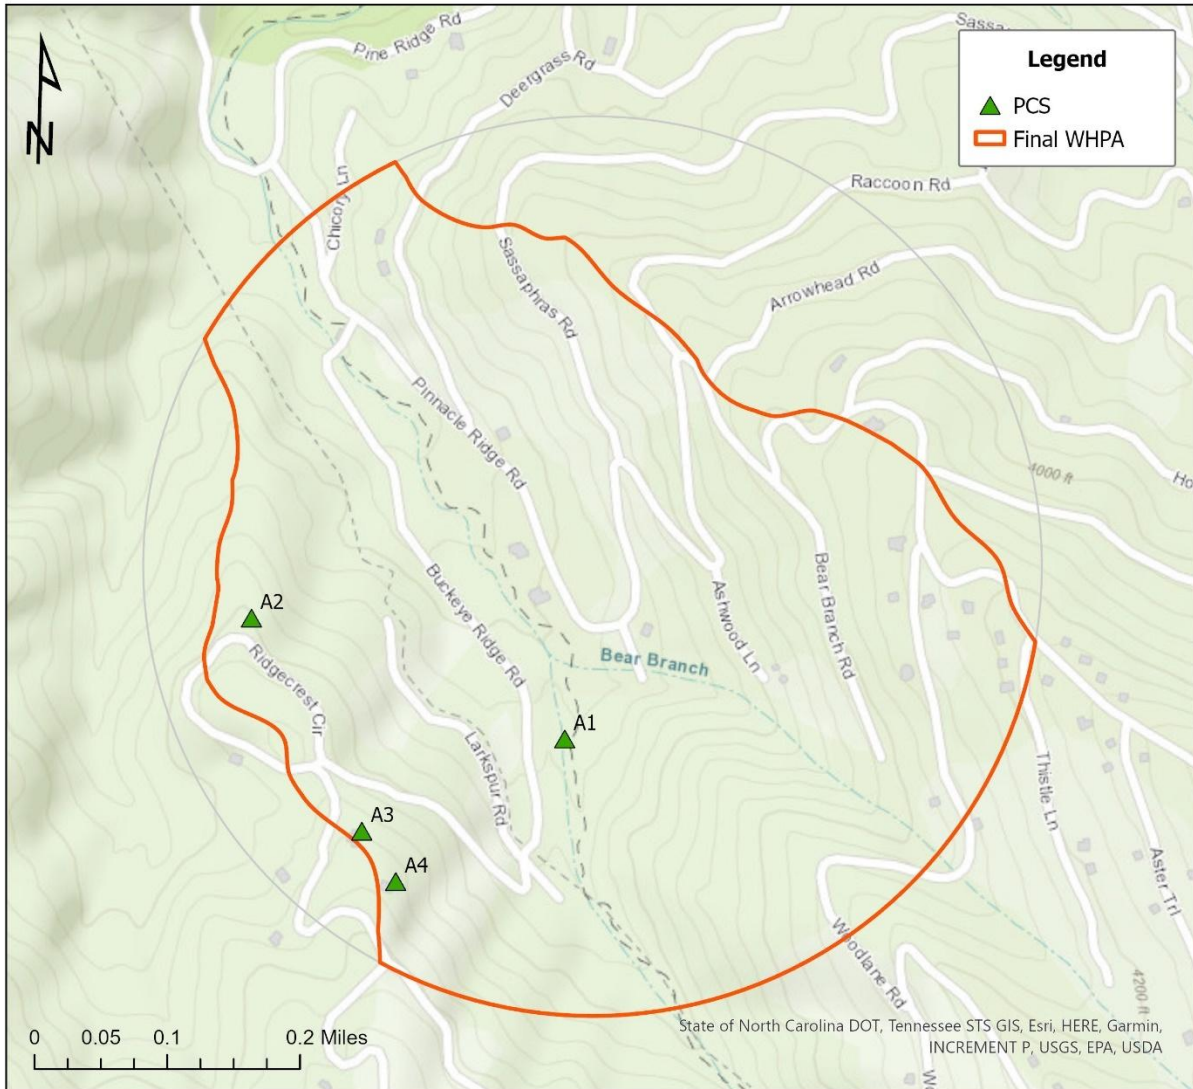 Pine Ridge Rd
Deergrass Rd
Sassa
Legend
PCS
Final WHPA
N
Chicory Ln
Raccoon Rd
Sassaphras Rd
Arrowhead Rd
Pinnacle Ridge Rd
4000 ft
Ho
Buckeye Ridge Rd
Bear Branch Rd
Ashwood Ln
A2
Ridgecrest Cir
Bear Branch
A1
Larkspur Rd
Thistle Ln
A3
A4
Aster Trl
Woodlane Rd
4200 ft
0 0.05 0.1 0.2 Miles
State of North Carolina DOT, Tennessee STS GIS, Esri, HERE, Garmin,
INCREMENT P, USGS, EPA, USDA
Wo